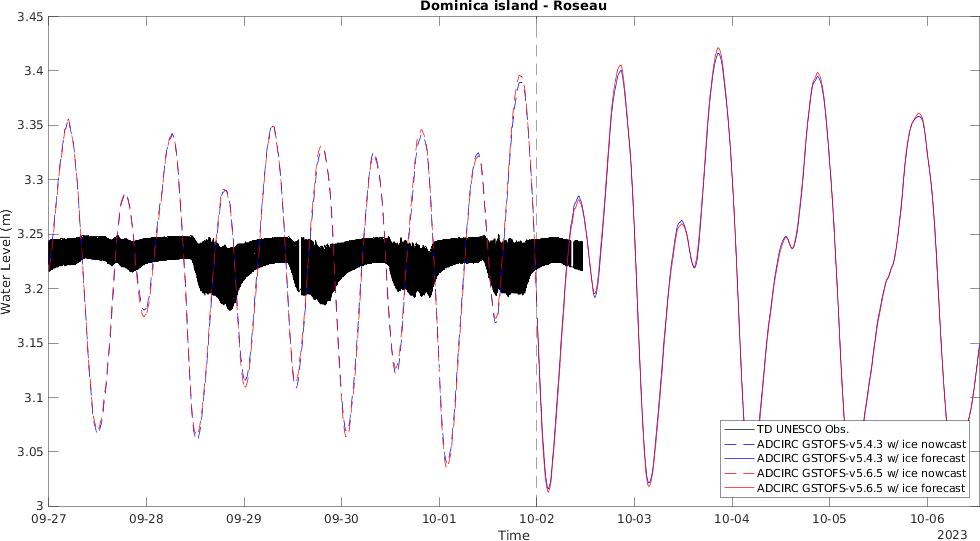 Dominica island - Roseau
3.45
3.4
3.35
3.3
3.25
3.2
3.15
3.1
3.05
3
Water Level (m)
09-27
09-28
09-29
09-30
10-01
10-02
10-03
10-04
10-05
10-06
Time
2023
TD UNESCO Obs.
ADCIRC GSTOFS-v5.4.3 w/ ice nowcast
ADCIRC GSTOFS-v5.4.3 w/ ice forecast
ADCIRC GSTOFS-v5.6.5 w/ ice nowcast
ADCIRC GSTOFS-v5.6.5 w/ ice forecast